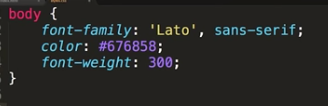 body {
    font-family: 'Lato', sans-serif;
    color: #676858;
    font-weight: 300;
}